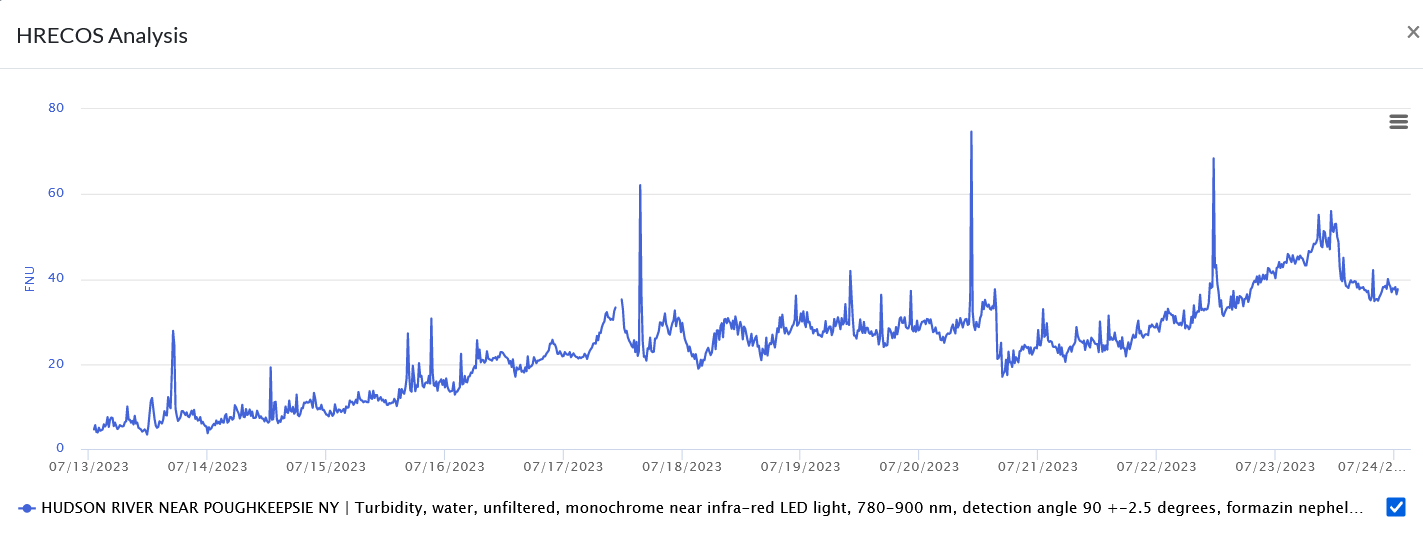 HRECOS Analysis
×
80
60
40
20
0
FNU
07/13/2023 07/14/2023 07/15/2023 07/16/2023 07/17/2023 07/18/2023 07/19/2023 07/20/2023 07/21/2023 07/22/2023 07/23/2023 07/24/2...
HUDSON RIVER NEAR POUGHKEEPSIE NY | Turbidity, water, unfiltered, monochrome near infra-red LED light, 780-900 nm, detection angle 90 +-2.5 degrees, formazin nephel...